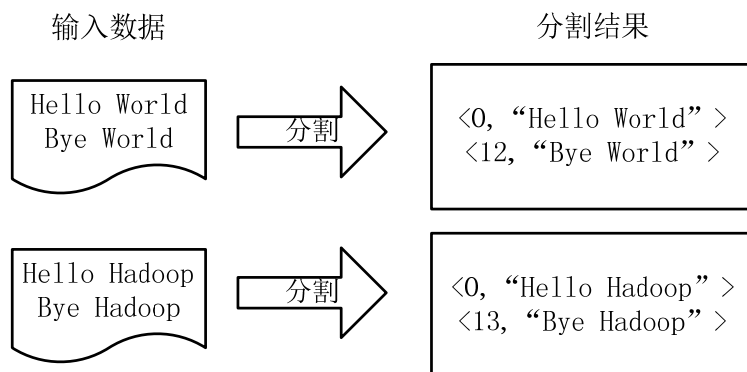 输入数据
分割结果
Hello World
Bye World
分割
<0, “Hello World” >
<12, “Bye World” >
Hello Hadoop
Bye Hadoop
分割
<0, “Hello Hadoop” >
<13, “Bye Hadoop” >